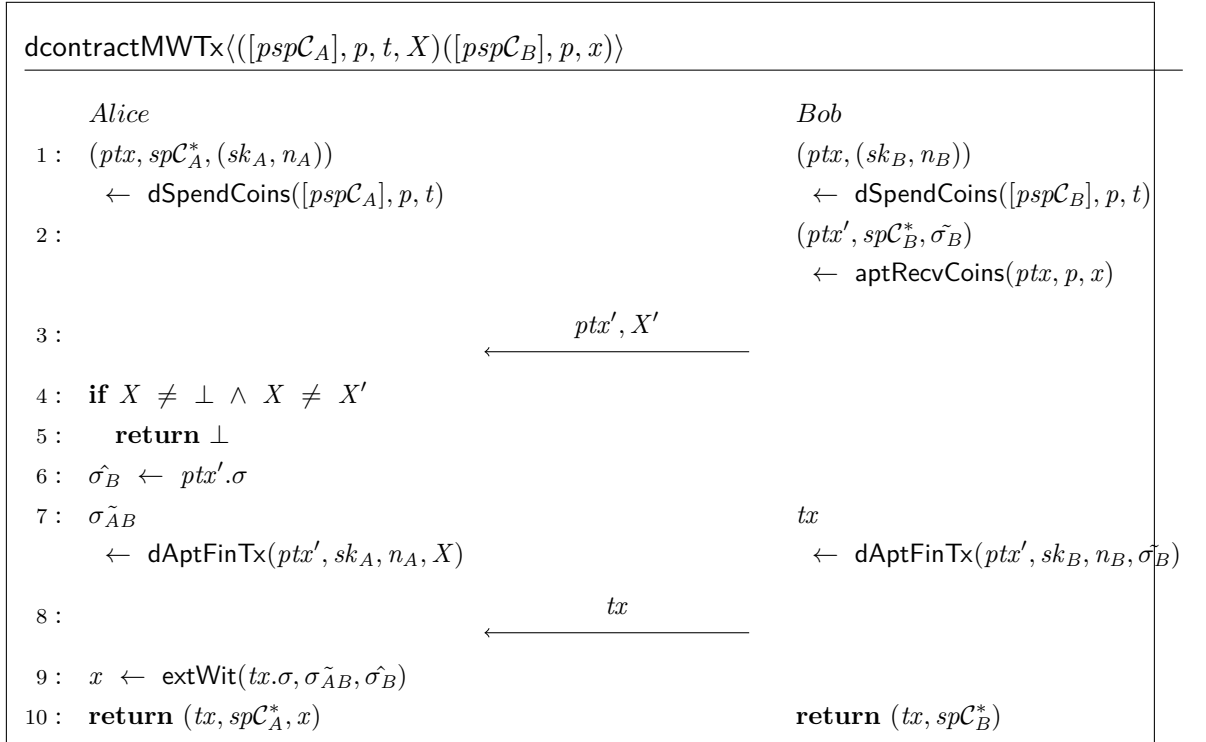 dcontractMWTx⟨([pspC_A], p, t, X)([pspC_B], p, x)⟩
Alice Bob
1 : (ptx, spC*_A, (sk_A, n_A)) (ptx, (sk_B, n_B))
← dSpendCoins([pspC_A], p, t) ← dSpendCoins([pspC_B], p, t)
2 : (ptx′, spC*_B, σ̃_B)
← aptRecvCoins(ptx, p, x)
3 : ptx′, X′
4 : if X ≠ ⊥ ∧ X ≠ X′
5 : return ⊥
6 : σ̂_B ← ptx′.σ
7 : σ̃_AB tx
← dAptFinTx(ptx′, sk_A, n_A, X) ← dAptFinTx(ptx′, sk_B, n_B, σ̃_B)
8 : tx
9 : x ← extWit(tx.σ, σ̃_AB, σ̂_B)
10 : return (tx, spC*_A, x) return (tx, spC*_B)